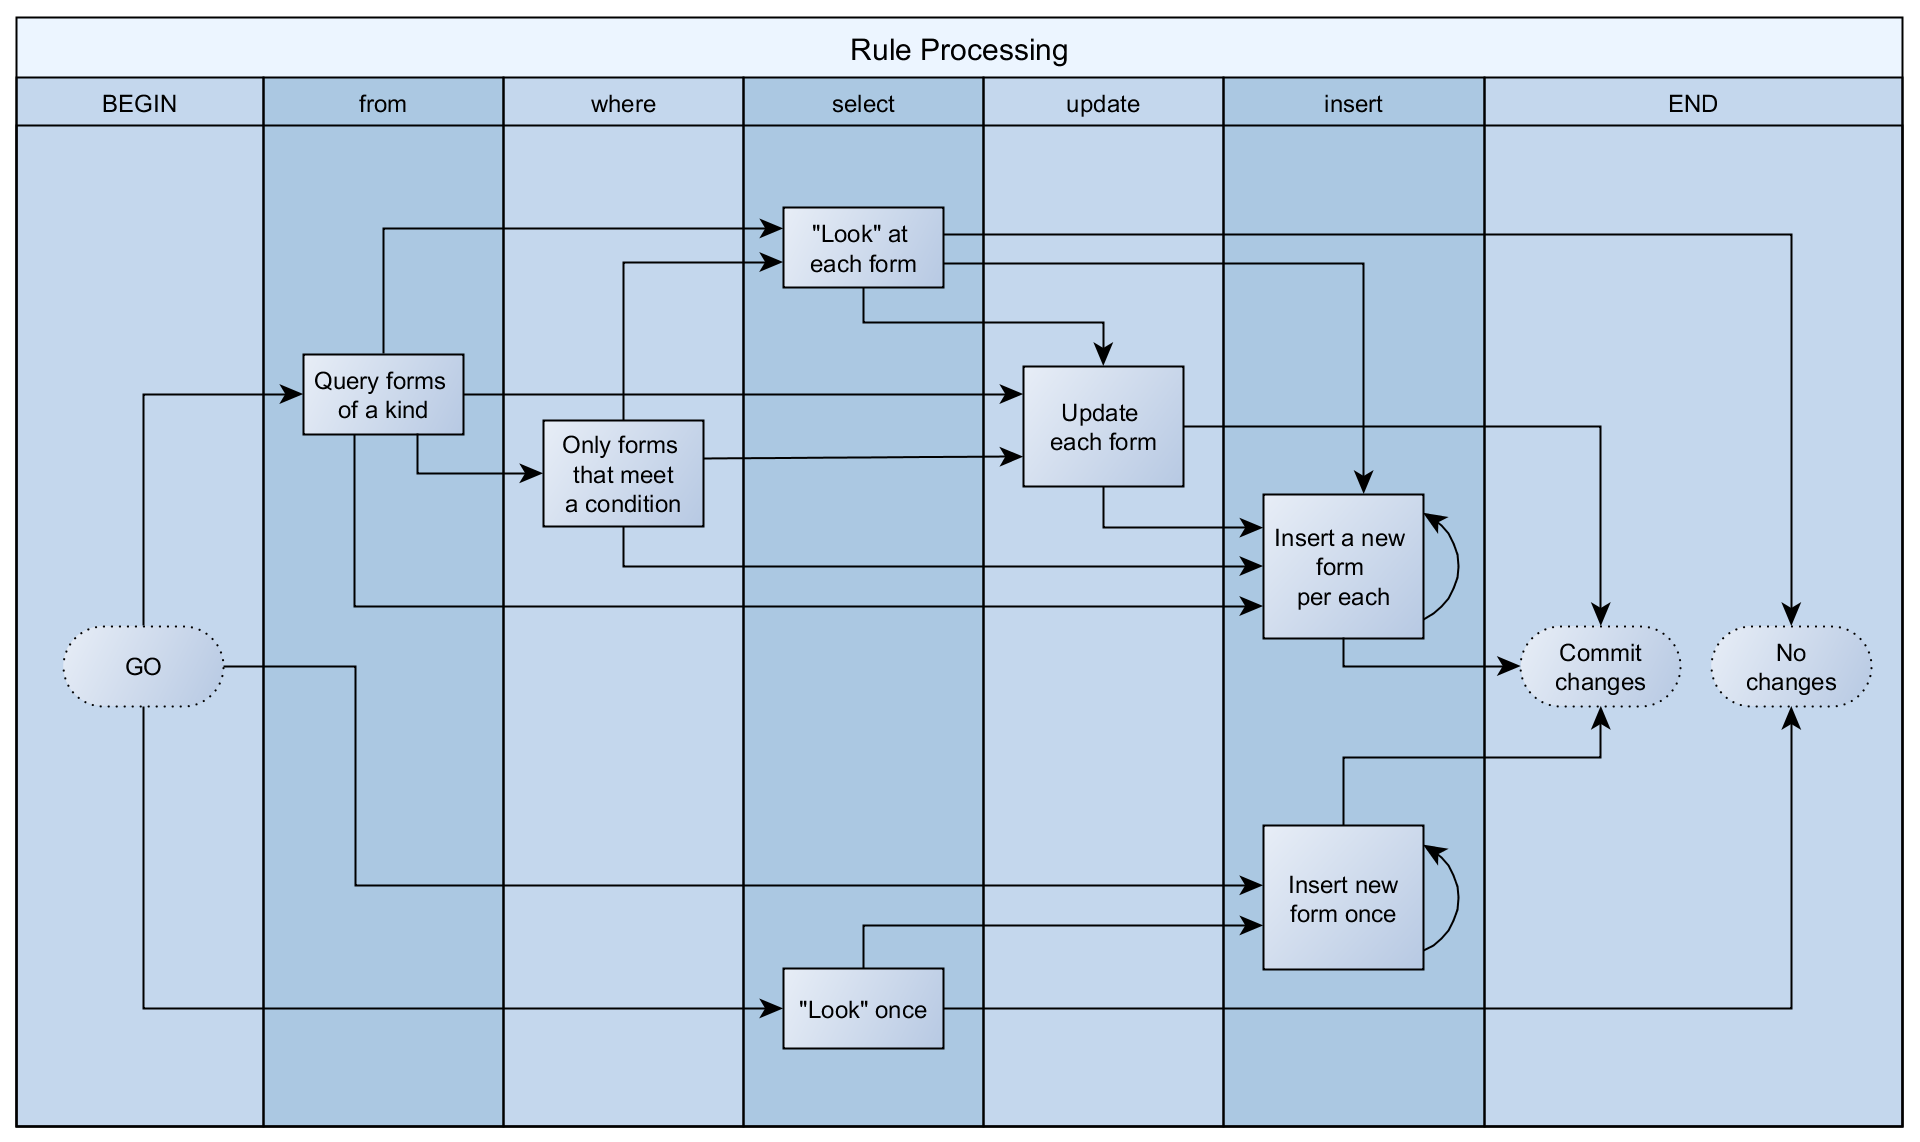 Rule Processing
BEGIN
from
where
select
update
insert
END
"Look" at
each form
Query forms
of a kind
Only forms
that meet
a condition
Update
each form
Insert a new
form
per each
GO
Commit
changes
No
changes
Insert new
form once
"Look" once